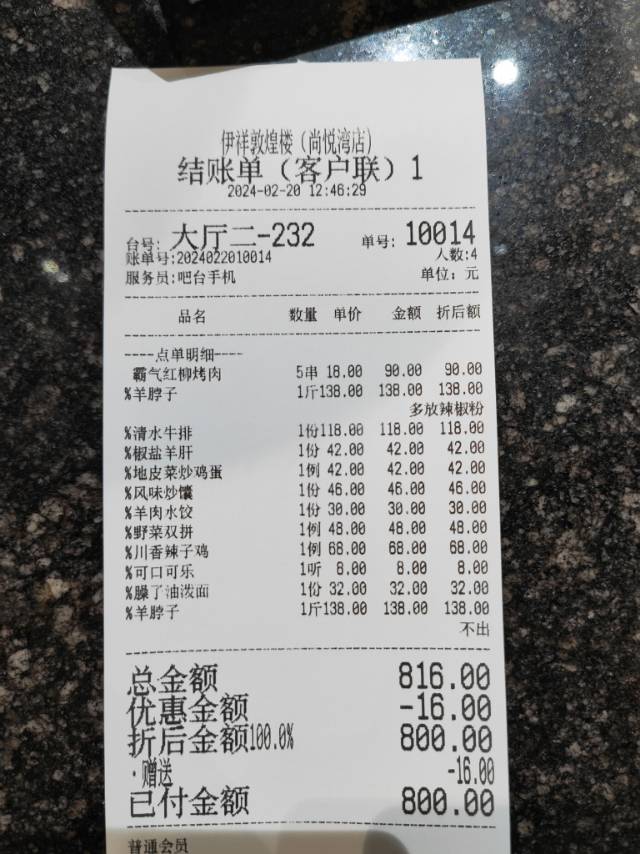 伊祥敦煌楼（尚悦湾店）
结账单（客户联）1
2024-02-20 12:46:29
台号: 大厅二-232 单号: 10014
账单号:2024022010014 人数:4
服务员:吧台手机 单位: 元
品名 数量 单价 金额 折后额
----点单明细----
霸气红柳烤肉 5串 18.00 90.00 90.00
%羊脖子 1斤138.00 138.00 138.00
多放辣椒粉
%清水牛排 1份118.00 118.00 118.00
%椒盐羊肝 1份 42.00 42.00 42.00
%地皮菜炒鸡蛋 1例 42.00 42.00 42.00
%风味炒馕 1份 46.00 46.00 46.00
%羊肉水饺 1份 30.00 30.00 30.00
%野菜双拼 1例 48.00 48.00 48.00
%川香辣子鸡 1例 68.00 68.00 68.00
%可口可乐 1听 8.00 8.00 8.00
%臊了油泼面 1份 32.00 32.00 32.00
%羊脖子 1斤138.00 138.00 138.00
不出
总金额 816.00
优惠金额 -16.00
折后金额100.0% 800.00
·赠送 -16.00
已付金额 800.00
普通会员